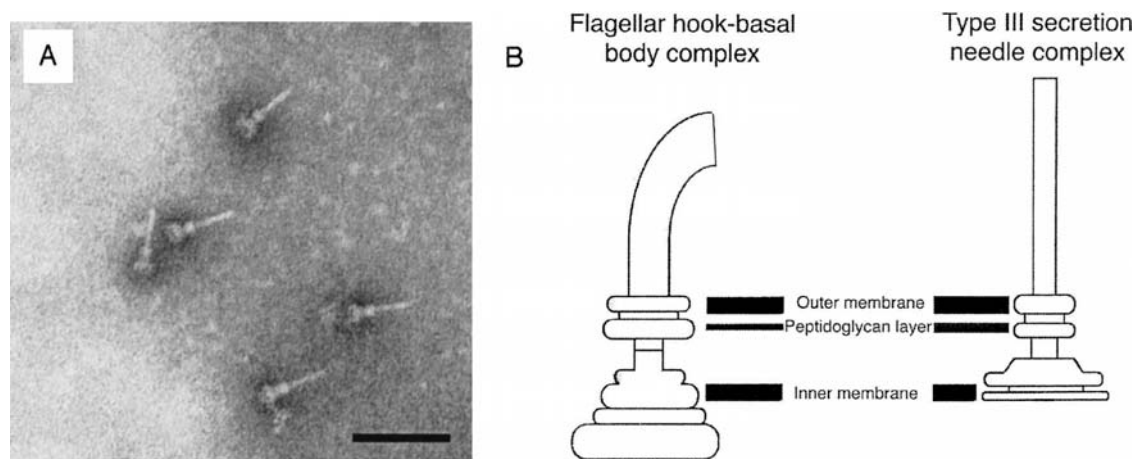 A
B
Flagellar hook-basal
body complex
Type III secretion
needle complex
Outer membrane
Peptidoglycan layer
Inner membrane